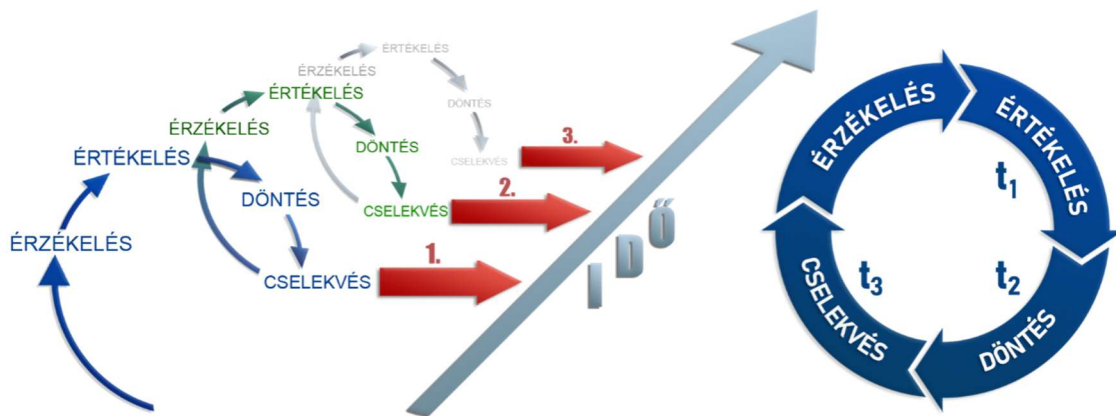 ÉRTÉKELÉS
ÉRZÉKELÉS
DÖNTÉS
CSELEKVÉS
3.
ÉRTÉKELÉS
ÉRZÉKELÉS
DÖNTÉS
CSELEKVÉS
2.
ÉRTÉKELÉS
DÖNTÉS
ÉRZÉKELÉS
CSELEKVÉS
1.
IDŐ
ÉRZÉKELÉS
ÉRTÉKELÉS
t₁
DÖNTÉS
t₂
CSELEKVÉS
t₃